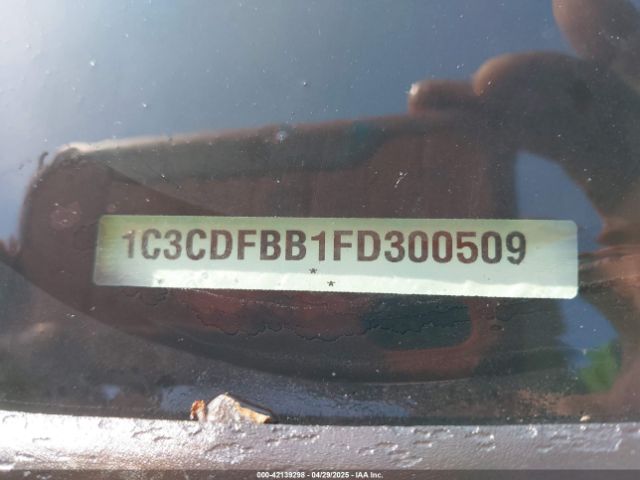 1C3CDFBB1FD300509
*
*
000-42139298 - 04/29/2025 - IAA Inc.